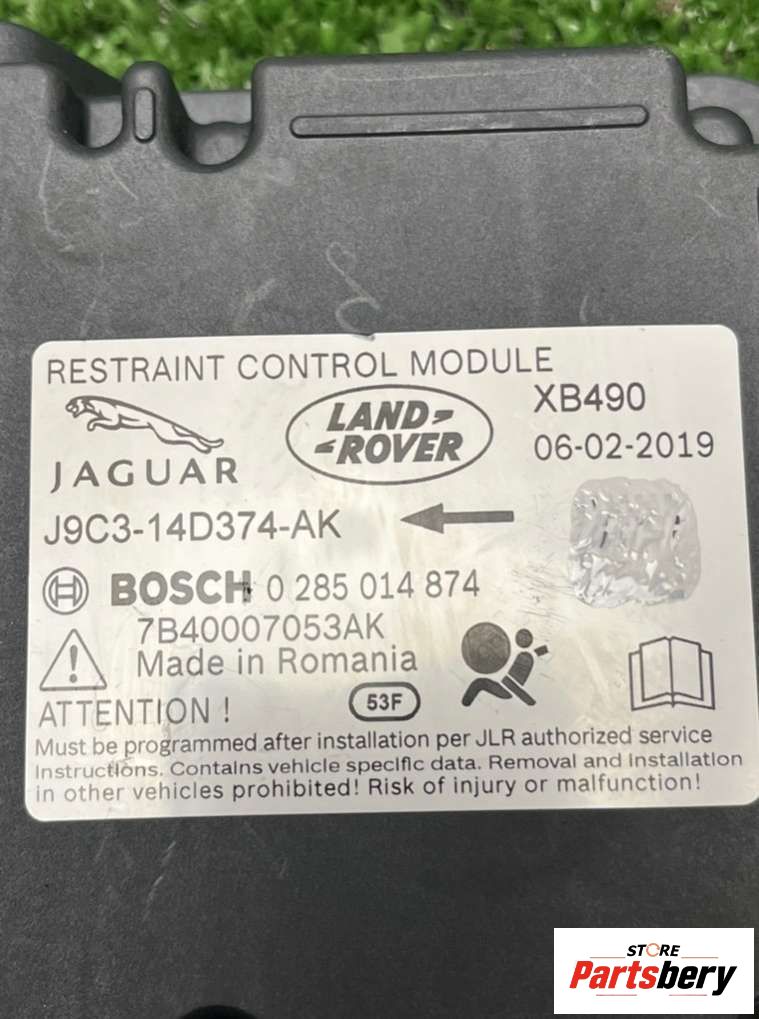 RESTRAINT CONTROL MODULE
JAGUAR
LAND-
-ROVER
XB490
06-02-2019
J9C3-14D374-AK
BOSCH 0 285 014 874
7B40007053AK
Made in Romania
53F
ATTENTION !
Must be programmed after installation per JLR authorized service
Instructions. Contains vehicle specific data. Removal and Installation
in other vehicles prohibited! Risk of injury or malfunction!
STORE
Partsbery